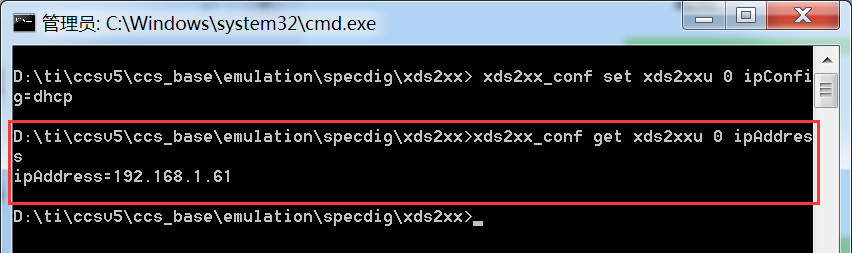 管理员: C:\Windows\system32\cmd.exe
D:\ti\ccsv5\ccs_base\emulation\specdig\xds2xx> xds2xx_conf set xds2xxu 0 ipConfi
g=dhcp
D:\ti\ccsv5\ccs_base\emulation\specdig\xds2xx>xds2xx_conf get xds2xxu 0 ipAddres
s
ipAddress=192.168.1.61
D:\ti\ccsv5\ccs_base\emulation\specdig\xds2xx>